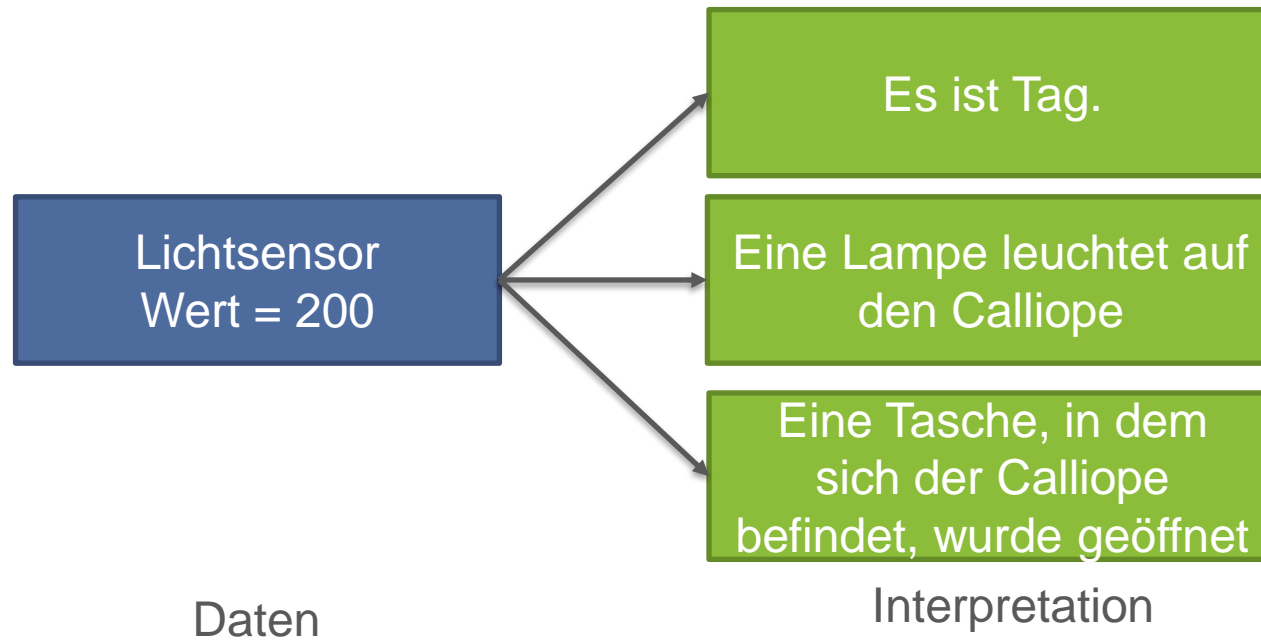 Es ist Tag.
Lichtsensor
Wert = 200
Eine Lampe leuchtet auf
den Calliope
Eine Tasche, in dem
sich der Calliope
befindet, wurde geöffnet
Daten
Interpretation